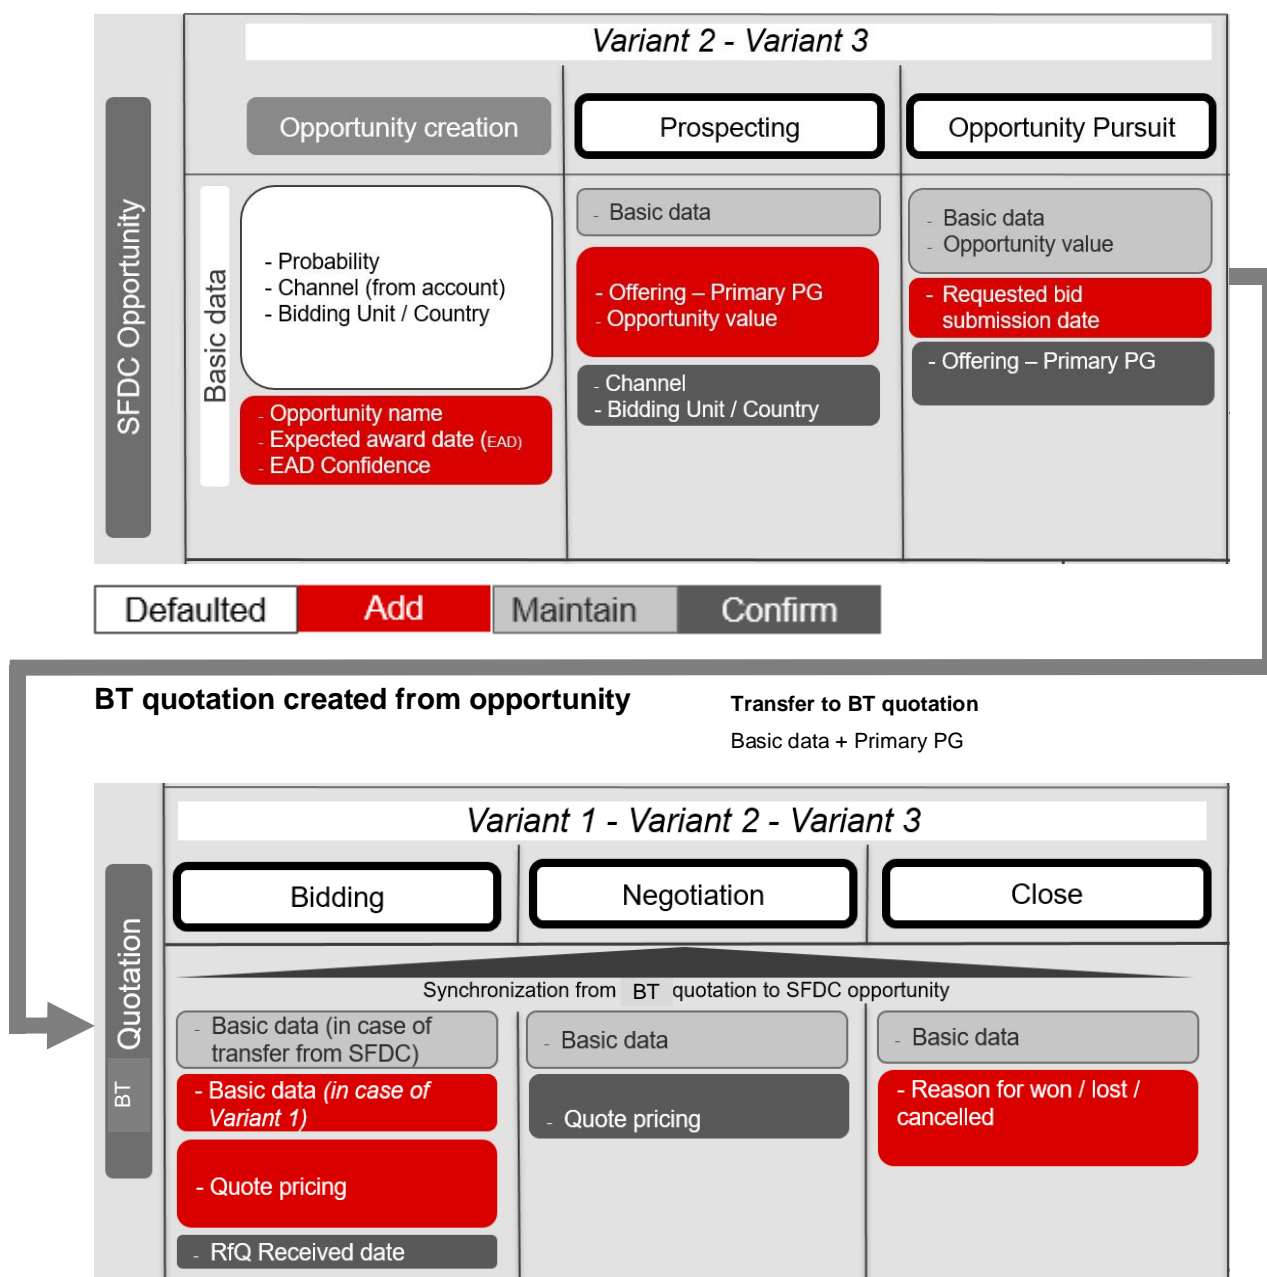 Variant 2 - Variant 3
Opportunity creation
Prospecting
Opportunity Pursuit
SFDC Opportunity
Basic data
- Probability
- Channel (from account)
- Bidding Unit / Country
- Opportunity name
- Expected award date (EAD)
- EAD Confidence
- Basic data
- Offering – Primary PG
- Opportunity value
- Channel
- Bidding Unit / Country
- Basic data
- Opportunity value
- Requested bid
submission date
- Offering – Primary PG
Defaulted
Add
Maintain
Confirm
BT quotation created from opportunity
Transfer to BT quotation
Basic data + Primary PG
Variant 1 - Variant 2 - Variant 3
Bidding
Negotiation
Close
BT Quotation
Synchronization from BT quotation to SFDC opportunity
- Basic data (in case of
transfer from SFDC)
- Basic data (in case of
Variant 1)
- Quote pricing
- RfQ Received date
- Basic data
- Quote pricing
- Basic data
- Reason for won / lost /
cancelled